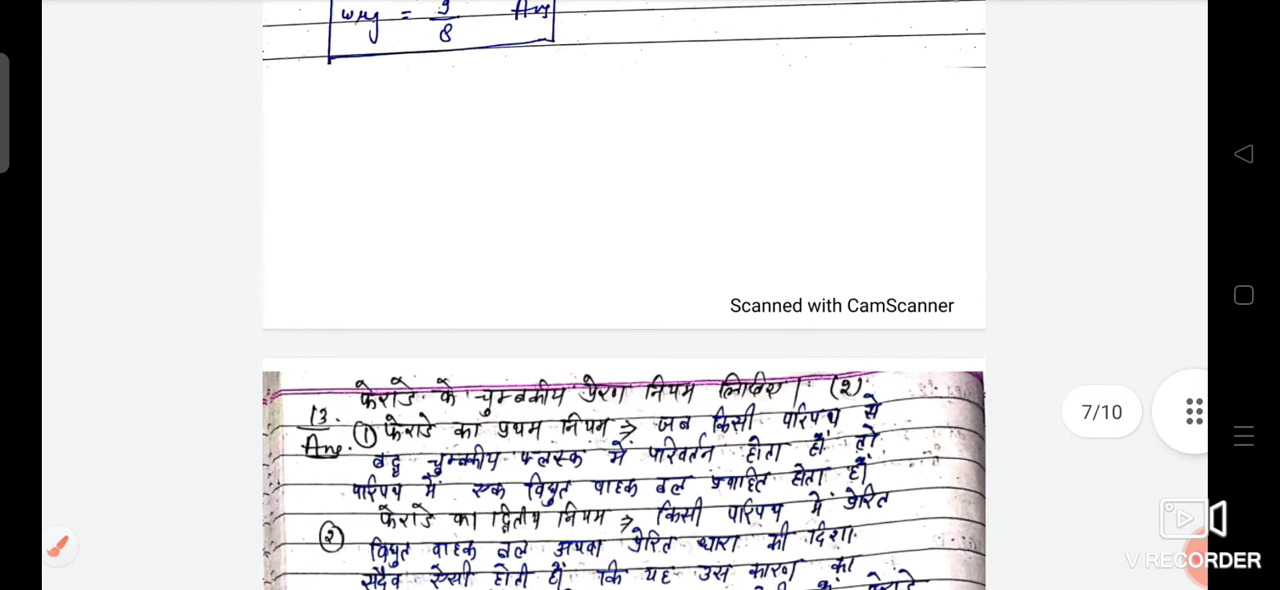 ωμg = 9/8 Ans
Scanned with CamScanner
7/10
फेराडे के चुम्बकीय प्रेरण नियम लिखिए। (२)
13.
Ans. ① फेराडे का प्रथम नियम ⇒ जब किसी परिपथ से
बद्ध चुम्बकीय फ्लक्स में परिवर्तन होता हैं तो
परिपथ में एक विद्युत वाहक बल प्रवाहित होता हैं
② फेराडे का द्वितीय नियम ⇒ किसी परिपथ में प्रेरित
विद्युत वाहक बल अथवा प्रेरित धारा की दिशा
सदैव ऐसी होती हैं कि यह उस कारण का
V RECORDER